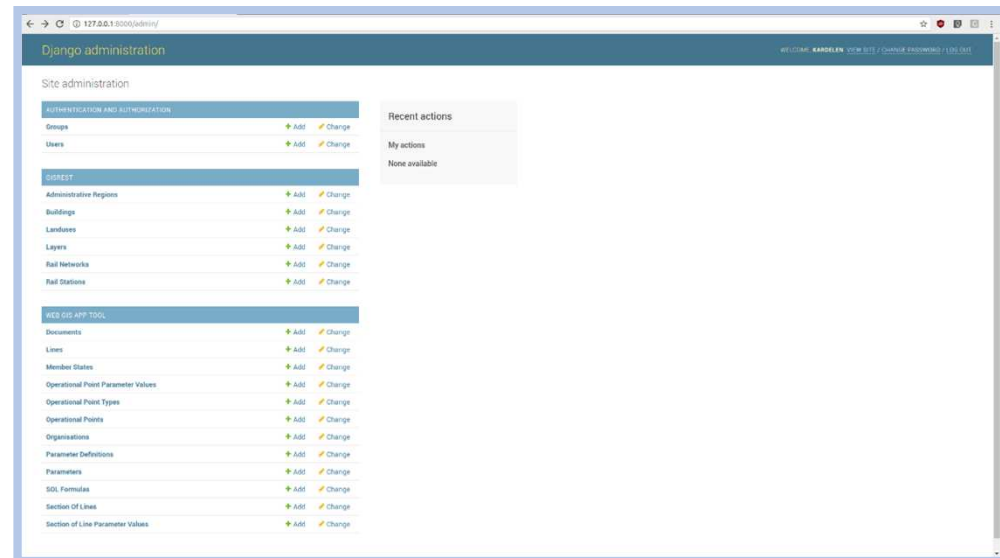 127.0.0.1:8000/admin/
Django administration
WELCOME, KARDELEN. VIEW SITE / CHANGE PASSWORD / LOG OUT
Site administration
AUTHENTICATION AND AUTHORIZATION
Groups + Add Change
Users + Add Change
GISREST
Administrative Regions + Add Change
Buildings + Add Change
Landuses + Add Change
Layers + Add Change
Rail Networks + Add Change
Rail Stations + Add Change
WEB GIS APP TOOL
Documents + Add Change
Lines + Add Change
Member States + Add Change
Operational Point Parameter Values + Add Change
Operational Point Types + Add Change
Operational Points + Add Change
Organisations + Add Change
Parameter Definitions + Add Change
Parameters + Add Change
SOL Formulas + Add Change
Section Of Lines + Add Change
Section of Line Parameter Values + Add Change
Recent actions
My actions
None available